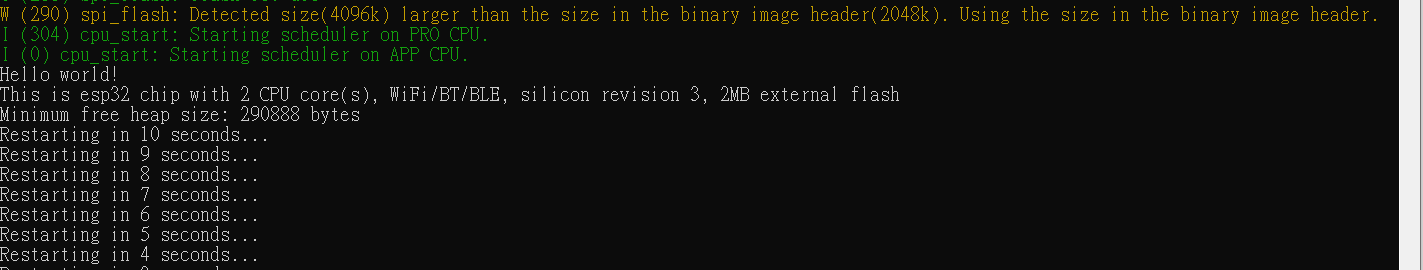 W (290) spi_flash: Detected size(4096k) larger than the size in the binary image header(2048k). Using the size in the binary image header.
I (304) cpu_start: Starting scheduler on PRO CPU.
I (0) cpu_start: Starting scheduler on APP CPU.
Hello world!
This is esp32 chip with 2 CPU core(s), WiFi/BT/BLE, silicon revision 3, 2MB external flash
Minimum free heap size: 290888 bytes
Restarting in 10 seconds...
Restarting in 9 seconds...
Restarting in 8 seconds...
Restarting in 7 seconds...
Restarting in 6 seconds...
Restarting in 5 seconds...
Restarting in 4 seconds...